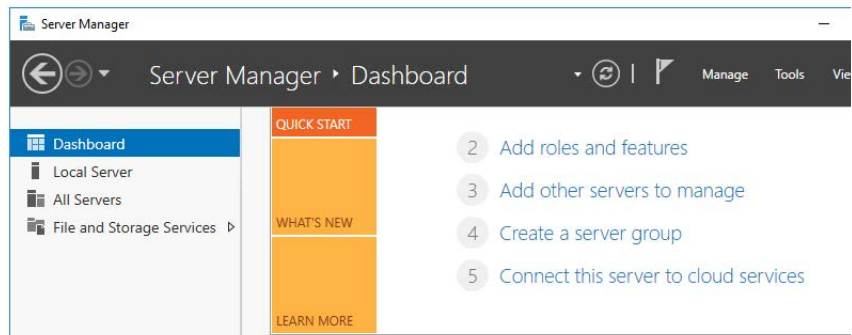 Server Manager
Server Manager ‣ Dashboard
Manage Tools Vie
Dashboard
Local Server
All Servers
File and Storage Services
QUICK START
WHAT'S NEW
LEARN MORE
2 Add roles and features
3 Add other servers to manage
4 Create a server group
5 Connect this server to cloud services